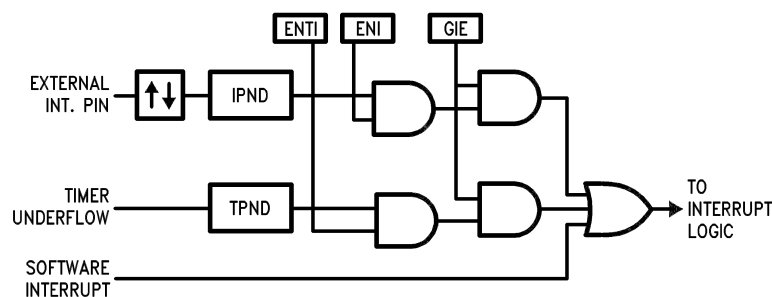 ENTI
ENI
GIE
EXTERNAL
INT. PIN
IPND
TIMER
UNDERFLOW
TPND
TO
INTERRUPT
LOGIC
SOFTWARE
INTERRUPT